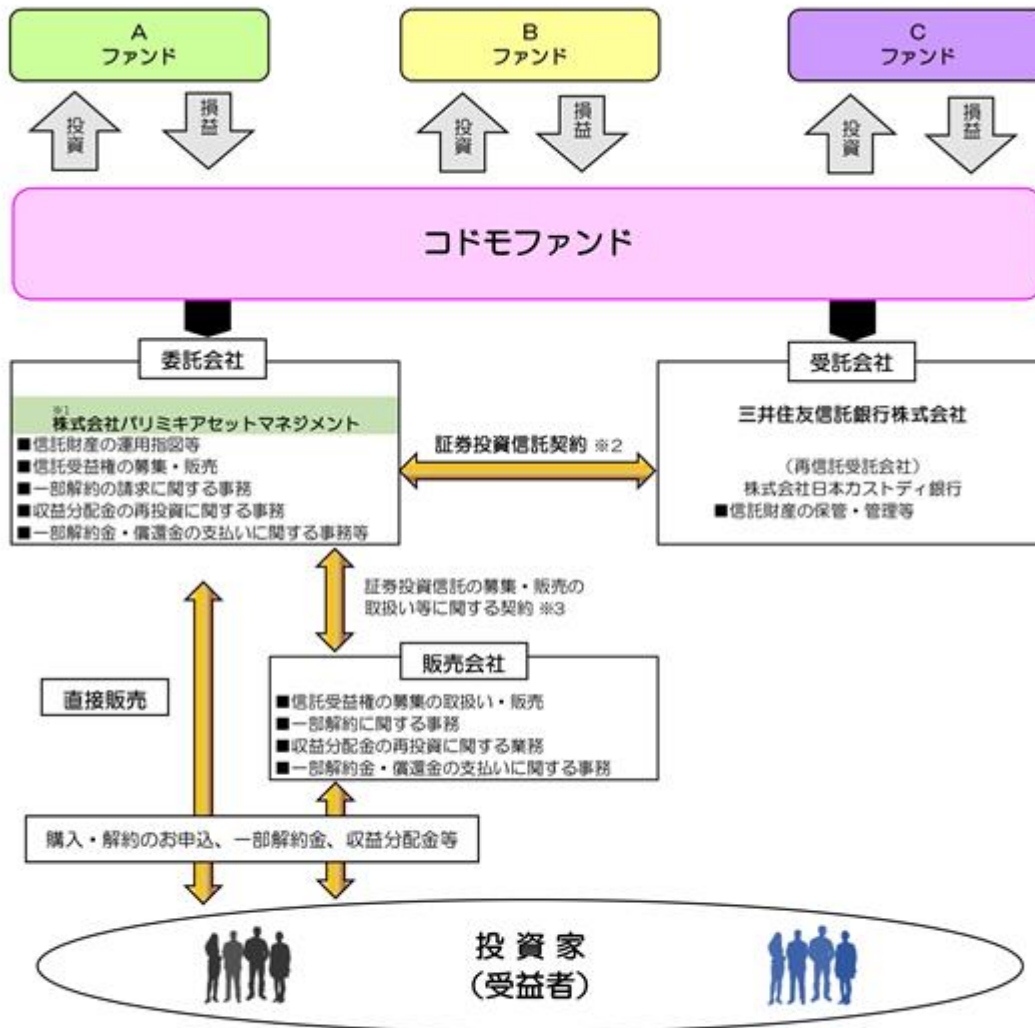 A
ファンド
B
ファンド
C
ファンド
投資
損益
投資
損益
投資
損益
コドモファンド
委託会社
※1
株式会社パリミキアセットマネジメント
■信託財産の運用指図等
■信託受益権の募集・販売
■一部解約の請求に関する事務
■収益分配金の再投資に関する事務
■一部解約金・償還金の支払いに関する事務等
証券投資信託契約 ※2
受託会社
三井住友信託銀行株式会社
(再信託受託会社)
株式会社日本カストディ銀行
■信託財産の保管・管理等
証券投資信託の募集・販売の
取扱い等に関する契約 ※3
直接販売
販売会社
■信託受益権の募集の取扱い・販売
■一部解約に関する事務
■収益分配金の再投資に関する業務
■一部解約金・償還金の支払いに関する事務
購入・解約のお申込、一部解約金、収益分配金等
投資家
(受益者)